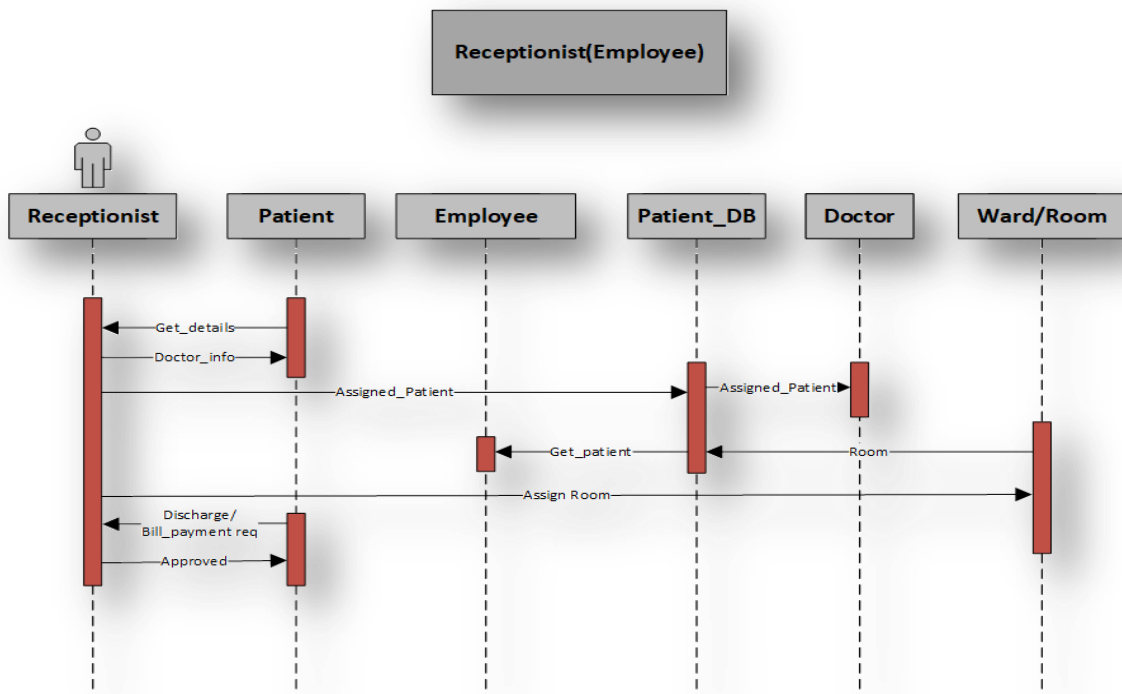 Receptionist(Employee)
Receptionist
Patient
Employee
Patient_DB
Doctor
Ward/Room
Get_details
Doctor_info
Assigned_Patient
Assigned_Patient
Get_patient
Room
Assign Room
Discharge/
Bill_payment req
Approved